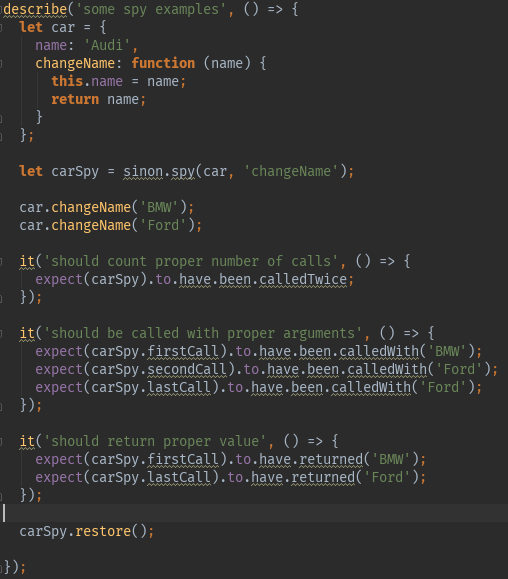 describe('some spy examples', () => {
  let car = {
    name: 'Audi',
    changeName: function (name) {
      this.name = name;
      return name;
    }
  };

  let carSpy = sinon.spy(car, 'changeName');

  car.changeName('BMW');
  car.changeName('Ford');

  it('should count proper number of calls', () => {
    expect(carSpy).to.have.been.calledTwice;
  });

  it('should be called with proper arguments', () => {
    expect(carSpy.firstCall).to.have.been.calledWith('BMW');
    expect(carSpy.secondCall).to.have.been.calledWith('Ford');
    expect(carSpy.lastCall).to.have.been.calledWith('Ford');
  });

  it('should return proper value', () => {
    expect(carSpy.firstCall).to.have.returned('BMW');
    expect(carSpy.lastCall).to.have.returned('Ford');
  });

  carSpy.restore();

});